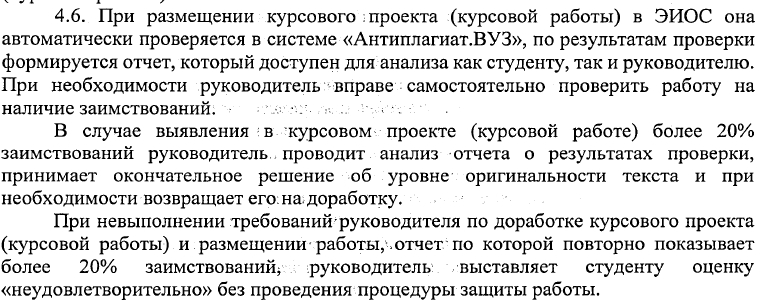 4.6. При размещении курсового проекта (курсовой работы) в ЭИОС она
автоматически проверяется в системе «Антиплагиат.ВУЗ», по результатам проверки
формируется отчет, который доступен для анализа как студенту, так и руководителю.
При необходимости руководитель вправе самостоятельно проверить работу на
наличие заимствований.
В случае выявления в курсовом проекте (курсовой работе) более 20%
заимствований руководитель проводит анализ отчета о результатах проверки,
принимает окончательное решение об уровне оригинальности текста и при
необходимости возвращает его на доработку.
При невыполнении требований руководителя по доработке курсового проекта
(курсовой работы) и размещении работы, отчет по которой повторно показывает
более 20% заимствований, руководитель выставляет студенту оценку
«неудовлетворительно» без проведения процедуры защиты работы.